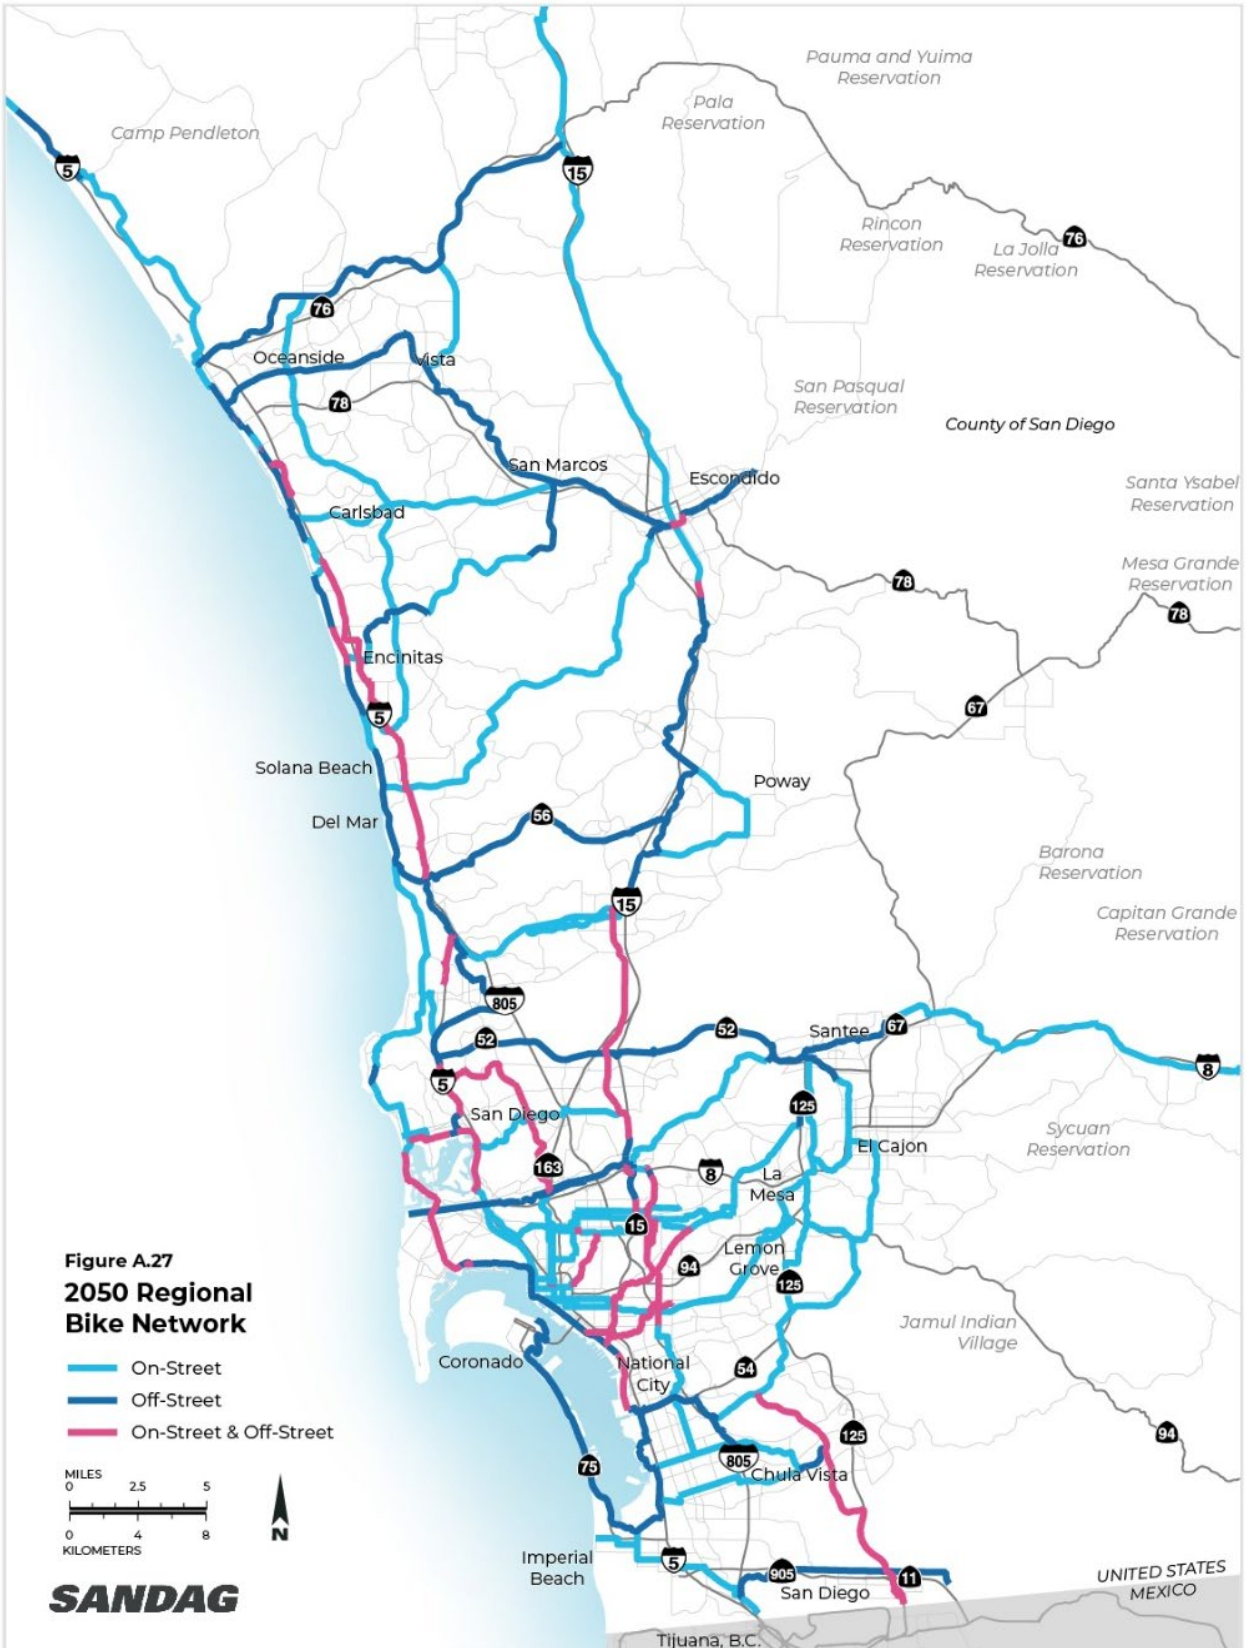 Pauma and Yuima
Reservation
Pala
Reservation
Camp Pendleton
5
15
Rincon
Reservation
La Jolla
Reservation
76
76
Oceanside
Vista
78
San Pasqual
Reservation
County of San Diego
San Marcos
Escondido
Santa Ysabel
Reservation
Carlsbad
Mesa Grande
Reservation
78
78
Encinitas
67
5
Solana Beach
Poway
Del Mar
56
Barona
Reservation
15
Capitan Grande
Reservation
805
52
52
Santee
67
8
5
San Diego
125
El Cajon
Sycuan
Reservation
163
8
La
Mesa
15
Lemon
Grove
94
125
Figure A.27
2050 Regional
Bike Network
On-Street
Off-Street
On-Street & Off-Street
Jamul Indian
Village
Coronado
National
City
54
125
94
75
805
Chula Vista
MILES
0 2.5 5
0 4 8
KILOMETERS
N
Imperial
Beach
5
905
San Diego
11
UNITED STATES
MEXICO
SANDAG
Tijuana, B.C.